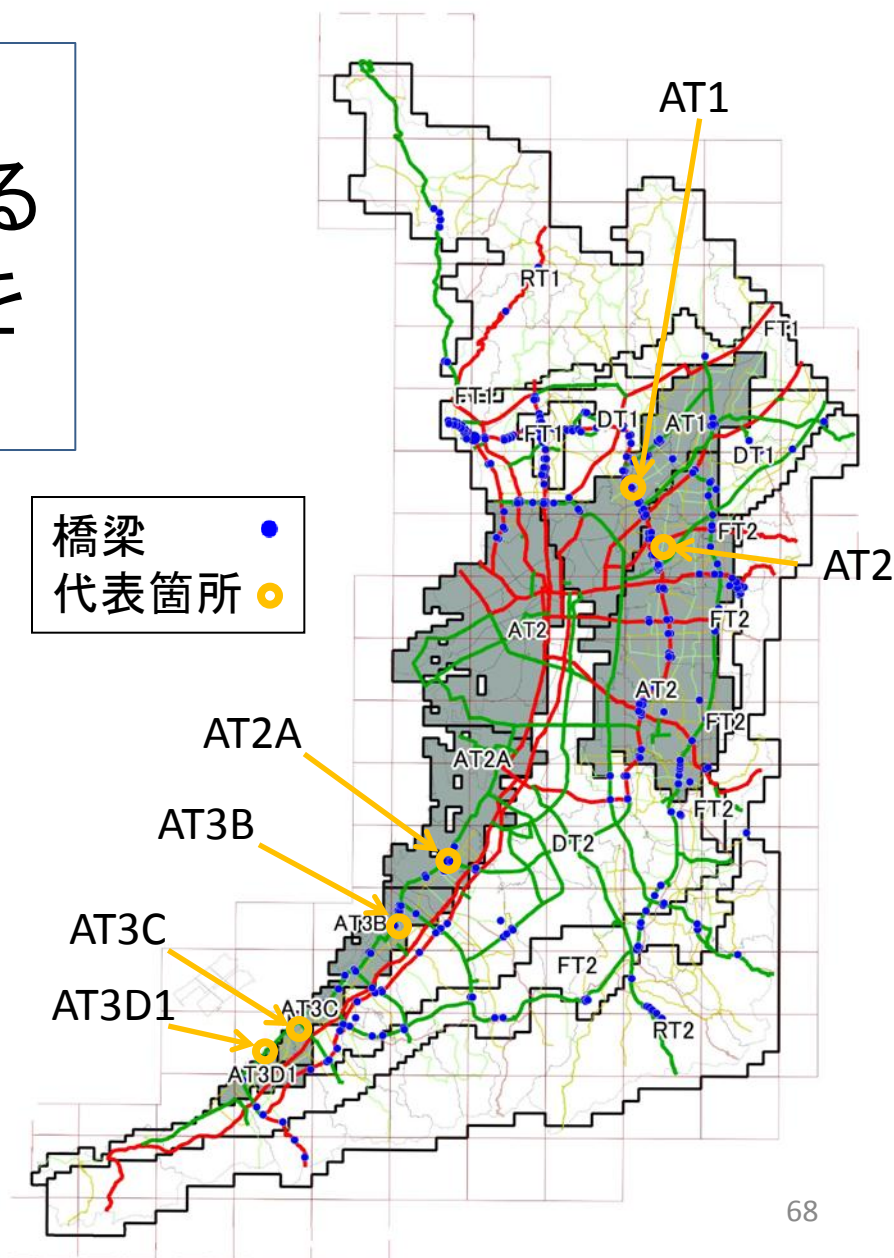 る
を
橋梁
代表箇所
AT1
RT1
FT1
FT1
DT1
AT1
FT1
DT1
FT2
AT2
FT2
AT2
AT2
FT2
AT2A
AT2A
FT2
DT2
AT3B
AT3B
AT3C
FT2
AT3D1
AT3C
RT2
AT3D1
68